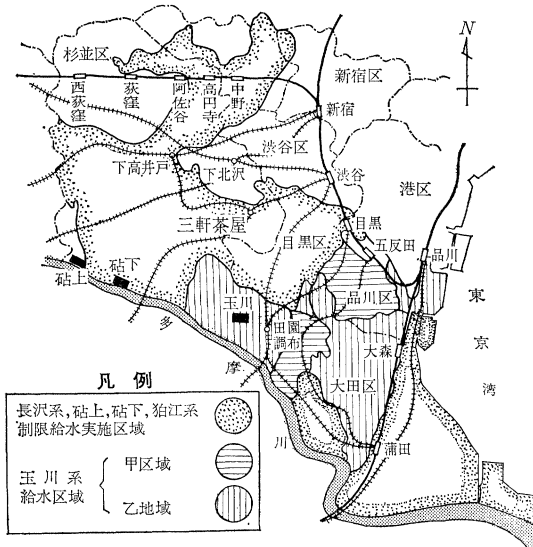 N
杉並区
新宿区
西荻窪
荻窪
阿佐谷
高円寺
中野
新宿
渋谷区
下高井戸
下北沢
渋谷
港区
三軒茶屋
目黒
目黒区
五反田
品川
砧上
砧下
玉川
品川区
東京湾
田園
調布
大森
多摩川
大田区
蒲田
凡例
長沢系,砧上,砧下,狛江系
制限給水実施区域
玉川系
給水区域
甲区域
乙地域